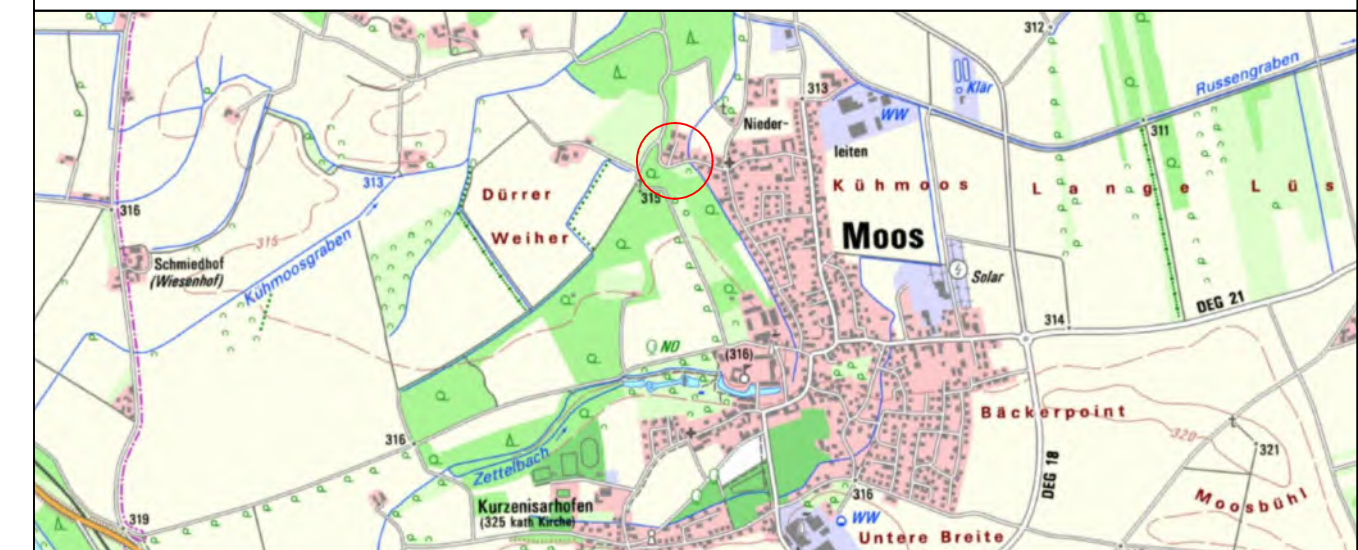 312
Klär
Russengraben
313
WW
311
Nieder-
leiten
Kühmoos
Lange Lüs
313
Dürrer
Weiher
315
316
315
Moos
Schmiedhof
(Wiesenhof)
Kühmoosgraben
Solar
DEG 21
314
ND
(316)
Bäckerpoint
320
321
316
Zettelbach
DEG 18
Moosbühl
Kurzenisarhofen
(325 kath Kirche)
316
319
WW
Untere Breite